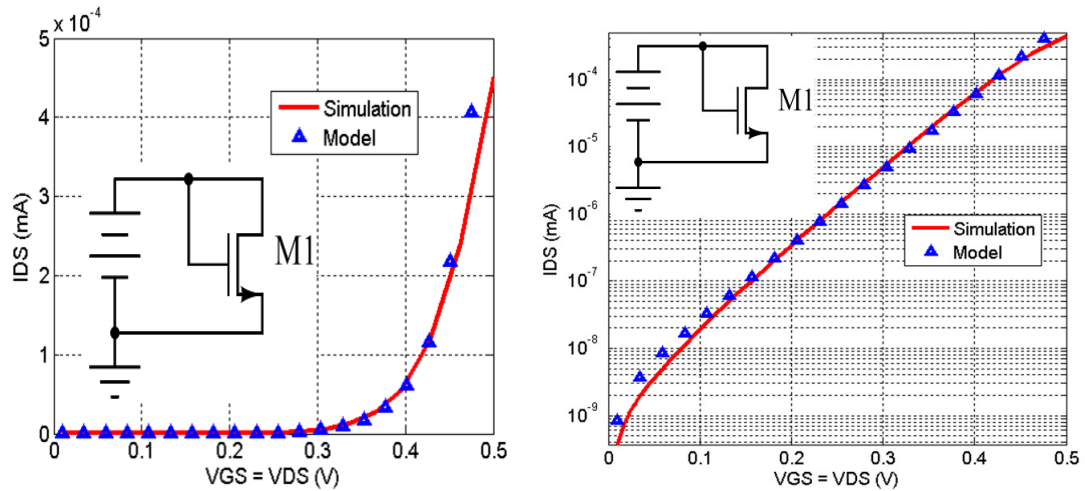 5 x 10⁻⁴
4
3
2
1
0
0
0.1
0.2
0.3
0.4
0.5
IDS (mA)
VGS = VDS (V)
Simulation
Model
M1
10⁻⁴
10⁻⁵
10⁻⁶
10⁻⁷
10⁻⁸
10⁻⁹
0
0.1
0.2
0.3
0.4
0.5
IDS (mA)
VGS = VDS (V)
M1
Simulation
Model